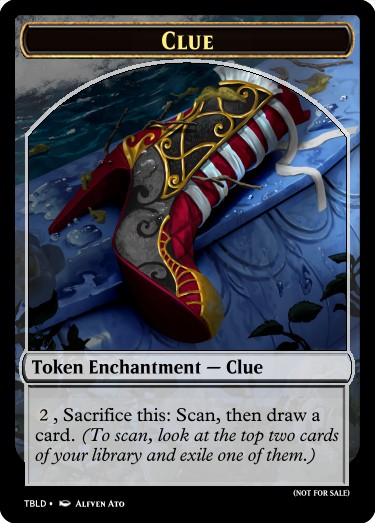 Clue
Token Enchantment — Clue
2 , Sacrifice this: Scan, then draw a
card. (To scan, look at the top two cards
of your library and exile one of them.)
(NOT FOR SALE)
TBLD • Alfven Ato